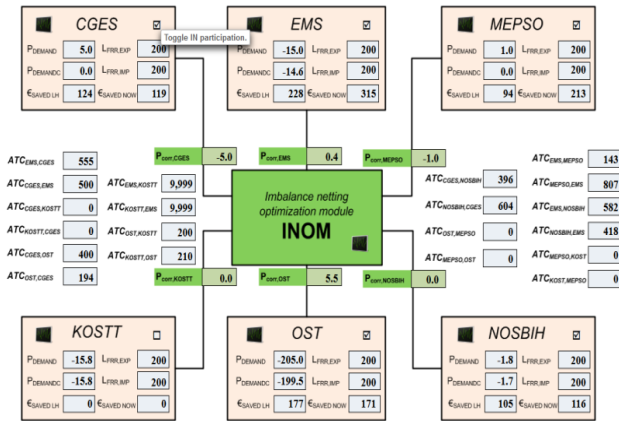 CGES
EMS
MEPSO
Toggle IN participation.
PDEMAND 5.0 LFRR,EXP 200
PDEMANDC 0.0 LFRR,IMP 200
€SAVED LH 124 €SAVED NOW 119
PDEMAND -15.0 LFRR,EXP 200
PDEMANDC -14.6 LFRR,IMP 200
€SAVED LH 228 €SAVED NOW 315
PDEMAND 1.0 LFRR,EXP 200
PDEMANDC 0.0 LFRR,IMP 200
€SAVED LH 94 €SAVED NOW 213
Pcorr,CGES -5.0
Pcorr,EMS 0.4
Pcorr,MEPSO -1.0
ATCEMS,CGES 555
ATCCGES,EMS 500
ATCCGES,KOSTT 0
ATCKOSTT,CGES 0
ATCCGES,OST 400
ATCOST,CGES 194
ATCEMS,KOSTT 9,999
ATCKOSTT,EMS 9,999
ATCOST,KOSTT 200
ATCKOSTT,OST 210
Imbalance netting
optimization module
INOM
ATCCGES,NOSBIH 396
ATCNOSBIH,CGES 604
ATCOST,MEPSO 0
ATCMEPSO,OST 0
ATCEMS,MEPSO 143
ATCMEPSO,EMS 807
ATCEMS,NOSBIH 582
ATCNOSBIH,EMS 418
ATCMEPSO,KOST 0
ATCKOST,MEPSO 0
Pcorr,KOSTT 0.0
Pcorr,OST 5.5
Pcorr,NOSBIH 0.0
KOSTT
OST
NOSBIH
PDEMAND -15.8 LFRR,EXP 200
PDEMANDC -15.8 LFRR,IMP 200
€SAVED LH 0 €SAVED NOW 0
PDEMAND -205.0 LFRR,EXP 200
PDEMANDC -199.5 LFRR,IMP 200
€SAVED LH 177 €SAVED NOW 171
PDEMAND -1.8 LFRR,EXP 200
PDEMANDC -1.7 LFRR,IMP 200
€SAVED LH 105 €SAVED NOW 116